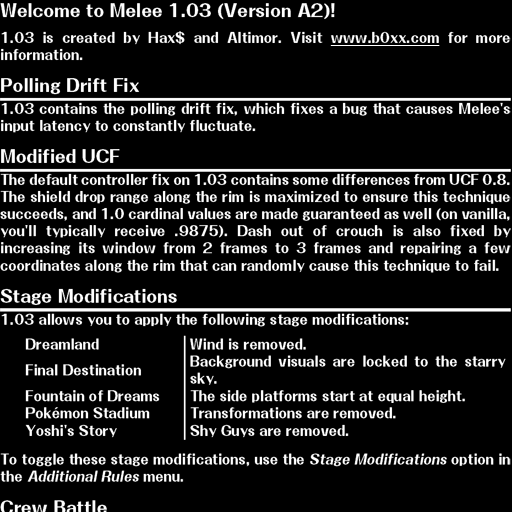 Welcome to Melee 1.03 (Version A2)!
1.03 is created by Hax$ and Altimor. Visit www.b0xx.com for more
information.
Polling Drift Fix
1.03 contains the polling drift fix, which fixes a bug that causes Melee's
input latency to constantly fluctuate.
Modified UCF
The default controller fix on 1.03 contains some differences from UCF 0.8.
The shield drop range along the rim is maximized to ensure this technique
succeeds, and 1.0 cardinal values are made guaranteed as well (on vanilla,
you'll typically receive .9875). Dash out of crouch is also fixed by
increasing its window from 2 frames to 3 frames and repairing a few
coordinates along the rim that can randomly cause this technique to fail.
Stage Modifications
1.03 allows you to apply the following stage modifications:
Dreamland Wind is removed.
Final Destination Background visuals are locked to the starry
sky.
Fountain of Dreams The side platforms start at equal height.
Pokémon Stadium Transformations are removed.
Yoshi's Story Shy Guys are removed.
To toggle these stage modifications, use the Stage Modifications option in
the Additional Rules menu.
Crew Battle